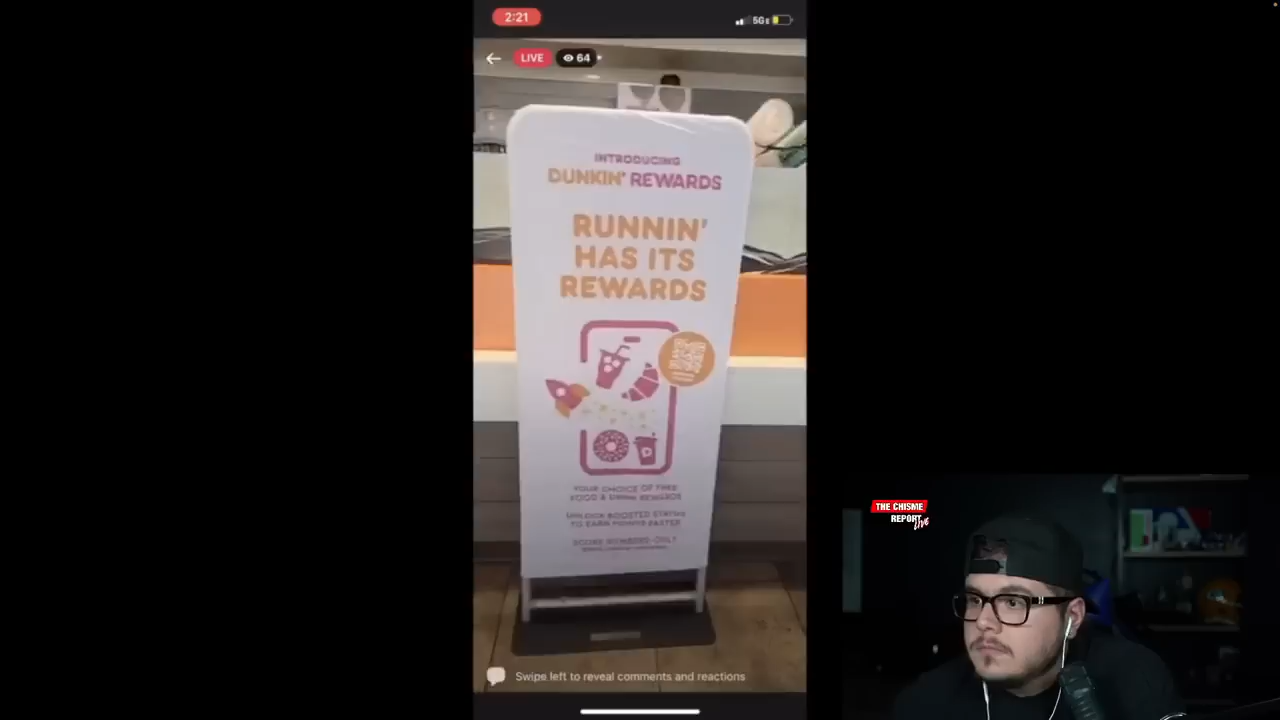 2:21
5GE
LIVE
64
INTRODUCING
DUNKIN' REWARDS
RUNNIN'
HAS ITS
REWARDS
YOUR CHOICE OF FREE
FOOD & DRINK REWARDS
UNLOCK BOOSTED STATUS
TO EARN POINTS FASTER
SCORE MEMBERS-ONLY
Swipe left to reveal comments and reactions
THE CHISME
REPORT
Live